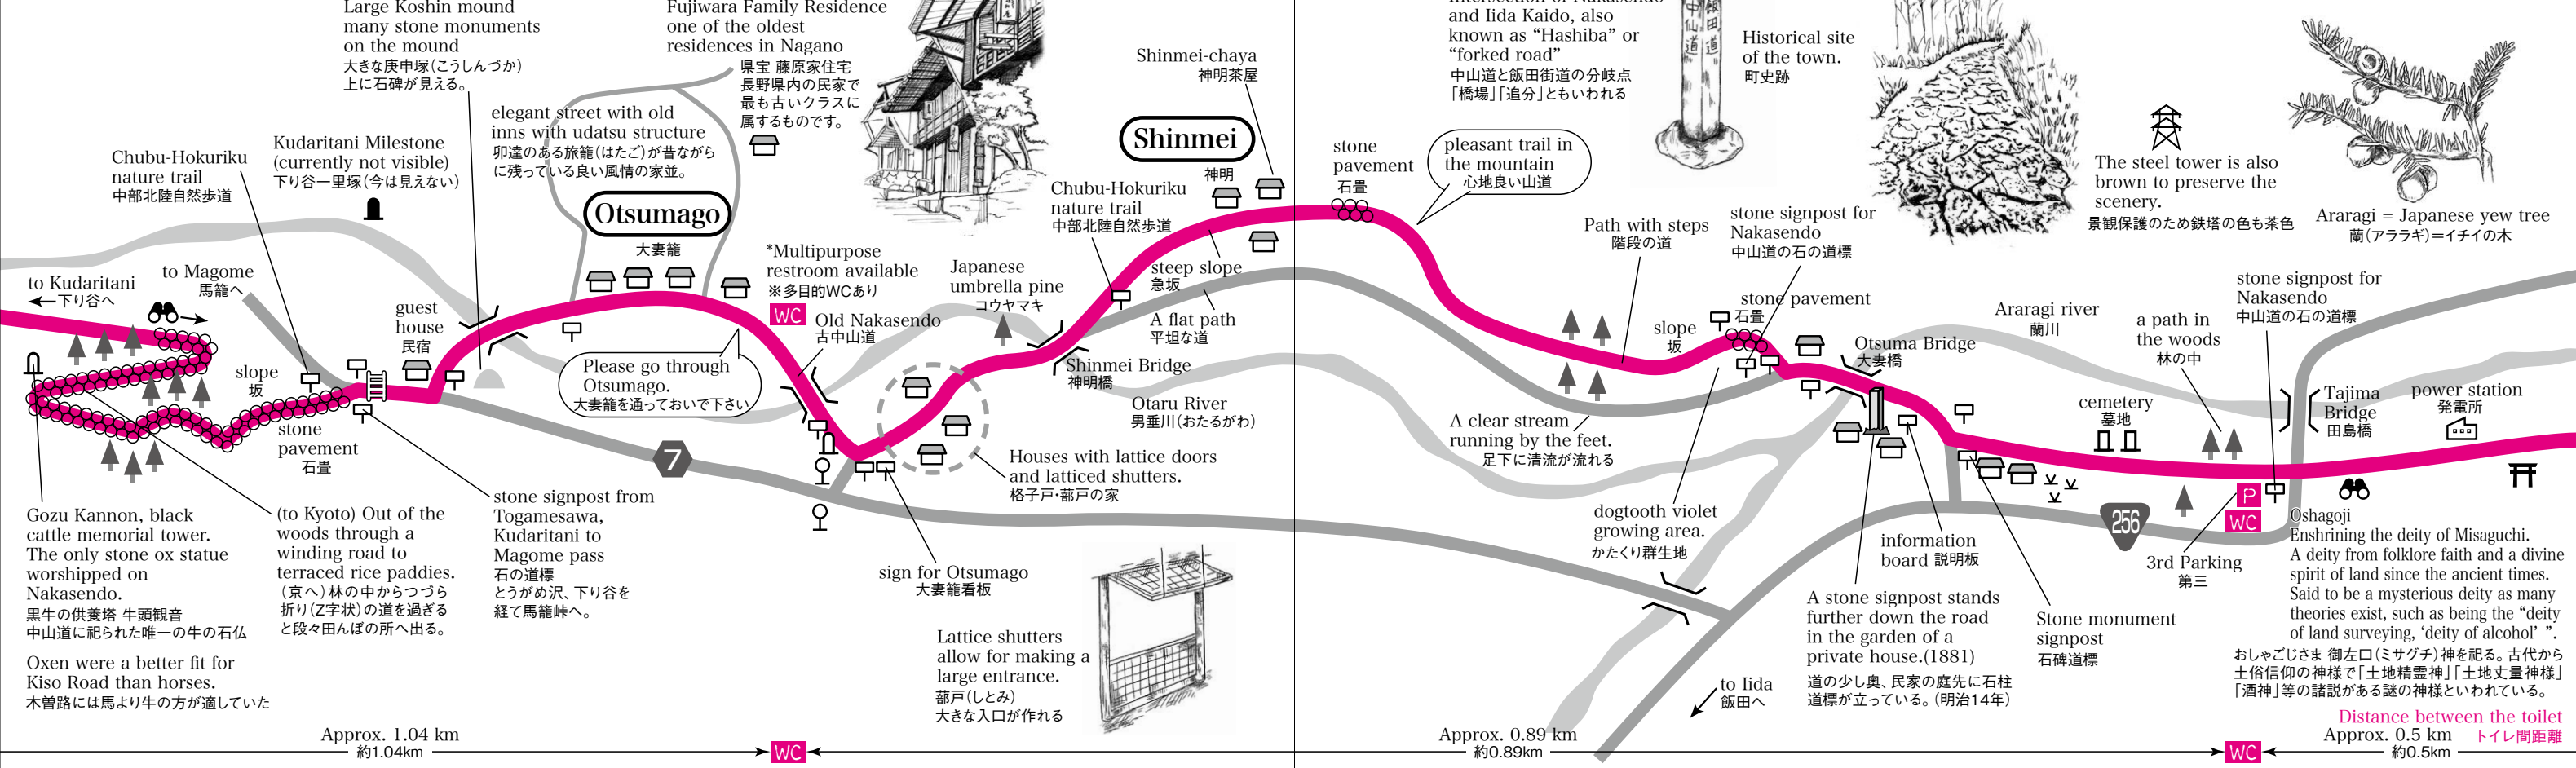 Large Koshin mound
many stone monuments
on the mound
大きな庚申塚（こうしんづか）
上に石碑が見える。
Fujiwara Family Residence
one of the oldest
residences in Nagano
県宝 藤原家住宅
長野県内の民家で
最も古いクラスに
属するものです。
Chubu-Hokuriku
nature trail
中部北陸自然歩道
Kudaritani Milestone
(currently not visible)
下り谷一里塚（今は見えない）
elegant street with old
inns with udatsu structure
卯達のある旅籠（はたご）が昔ながら
に残っている良い風情の家並。
Otsumago
大妻籠
to Kudaritani
←下り谷へ
to Magome
馬籠へ
guest
house
民宿
*Multipurpose
restroom available
※多目的WCあり
WC
Old Nakasendo
古中山道
Please go through
Otsumago.
大妻籠を通っておいで下さい
slope
坂
stone
pavement
石畳
7
Gozu Kannon, black
cattle memorial tower.
The only stone ox statue
worshipped on
Nakasendo.
黒牛の供養塔 牛頭観音
中山道に祀られた唯一の牛の石仏
Oxen were a better fit for
Kiso Road than horses.
木曽路には馬より牛の方が適していた
(to Kyoto) Out of the
woods through a
winding road to
terraced rice paddies.
（京へ）林の中からつづら
折り（Z字状）の道を過ぎる
と段々田んぼの所へ出る。
stone signpost from
Togamesawa,
Kudaritani to
Magome pass
石の道標
とうがめ沢、下り谷を
経て馬籠峠へ。
Shinmei-chaya
神明茶屋
Shinmei
神明
Chubu-Hokuriku
nature trail
中部北陸自然歩道
Japanese
umbrella pine
コウヤマキ
steep slope
急坂
A flat path
平坦な道
Shinmei Bridge
神明橋
Otaru River
男垂川（おたるがわ）
Houses with lattice doors
and latticed shutters.
格子戸・蔀戸の家
sign for Otsumago
大妻籠看板
Lattice shutters
allow for making a
large entrance.
蔀戸（しとみ）
大きな入口が作れる
Approx. 1.04 km
約1.04km
WC
and Iida Kaido, also
known as “Hashiba” or
“forked road”
中山道と飯田街道の分岐点
「橋場」「追分」ともいわれる
中仙道
飯田道
Historical site
of the town.
町史跡
stone
pavement
石畳
pleasant trail in
the mountain
心地良い山道
Path with steps
階段の道
stone signpost for
Nakasendo
中山道の石の道標
stone pavement
石畳
slope
坂
A clear stream
running by the feet.
足下に清流が流れる
dogtooth violet
growing area.
かたくり群生地
Otsuma Bridge
大妻橋
The steel tower is also
brown to preserve the
scenery.
景観保護のため鉄塔の色も茶色
Araragi = Japanese yew tree
蘭（アララギ）＝イチイの木
Araragi river
蘭川
a path in
the woods
林の中
stone signpost for
Nakasendo
中山道の石の道標
Tajima
Bridge
田島橋
power station
発電所
cemetery
墓地
256
information
board 説明板
A stone signpost stands
further down the road
in the garden of a
private house.(1881)
道の少し奥、民家の庭先に石柱
道標が立っている。（明治14年）
Stone monument
signpost
石碑道標
P
WC
3rd Parking
第三
Oshagoji
Enshrining the deity of Misaguchi.
A deity from folklore faith and a divine
spirit of land since the ancient times.
Said to be a mysterious deity as many
theories exist, such as being the “deity
of land surveying, ‘deity of alcohol’ ”.
おしゃごじさま 御左口（ミサグチ）神を祀る。古代から
土俗信仰の神様で「土地精霊神」「土地丈量神様」
「酒神」等の諸説がある謎の神様といわれている。
to Iida
飯田へ
Approx. 0.89 km
約0.89km
WC
Distance between the toilet
トイレ間距離
Approx. 0.5 km
約0.5km